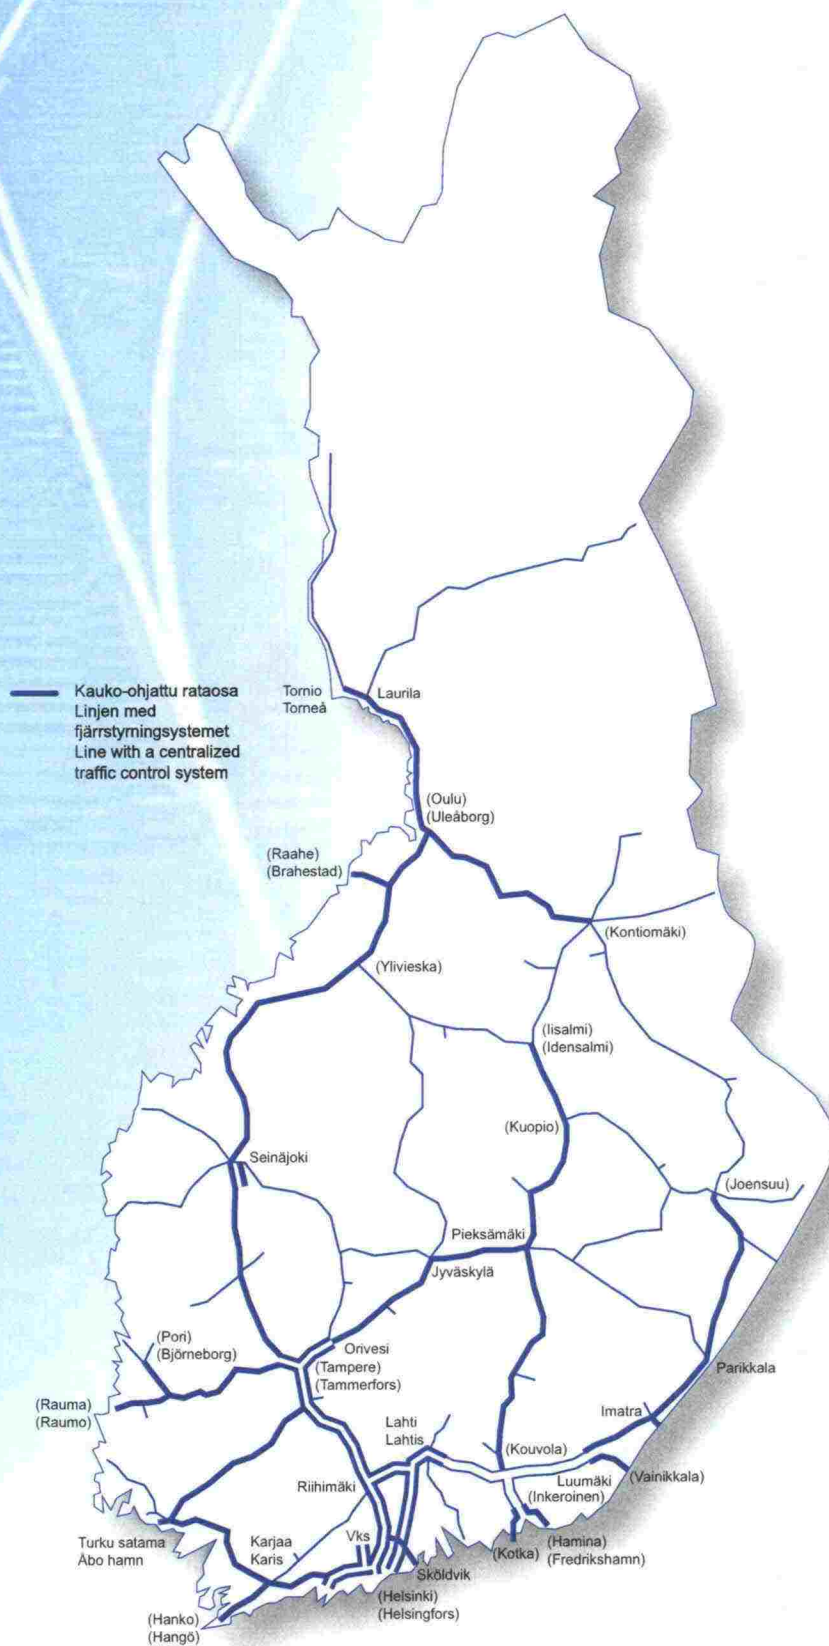 Kauko-ohjattu rataosa
Linjen med
fjärrstyrningsystemet
Line with a centralized
traffic control system
Tornio
Torneå
Laurila
(Oulu)
(Uleåborg)
(Raahe)
(Brahestad)
(Kontiomäki)
(Ylivieska)
(Iisalmi)
(Idensalmi)
(Kuopio)
Seinäjoki
(Joensuu)
Pieksämäki
Jyväskylä
(Pori)
(Björneborg)
Orivesi
(Tampere)
(Tammerfors)
Parikkala
(Rauma)
(Raumo)
Imatra
Lahti
Lahtis
(Kouvola)
(Vainikkala)
Luumäki
(Inkeroinen)
Riihimäki
Turku satama
Åbo hamn
Karjaa
Karis
Vks
(Hamina)
(Fredrikshamn)
(Kotka)
Sköldvik
(Helsinki)
(Helsingfors)
(Hanko)
(Hangö)